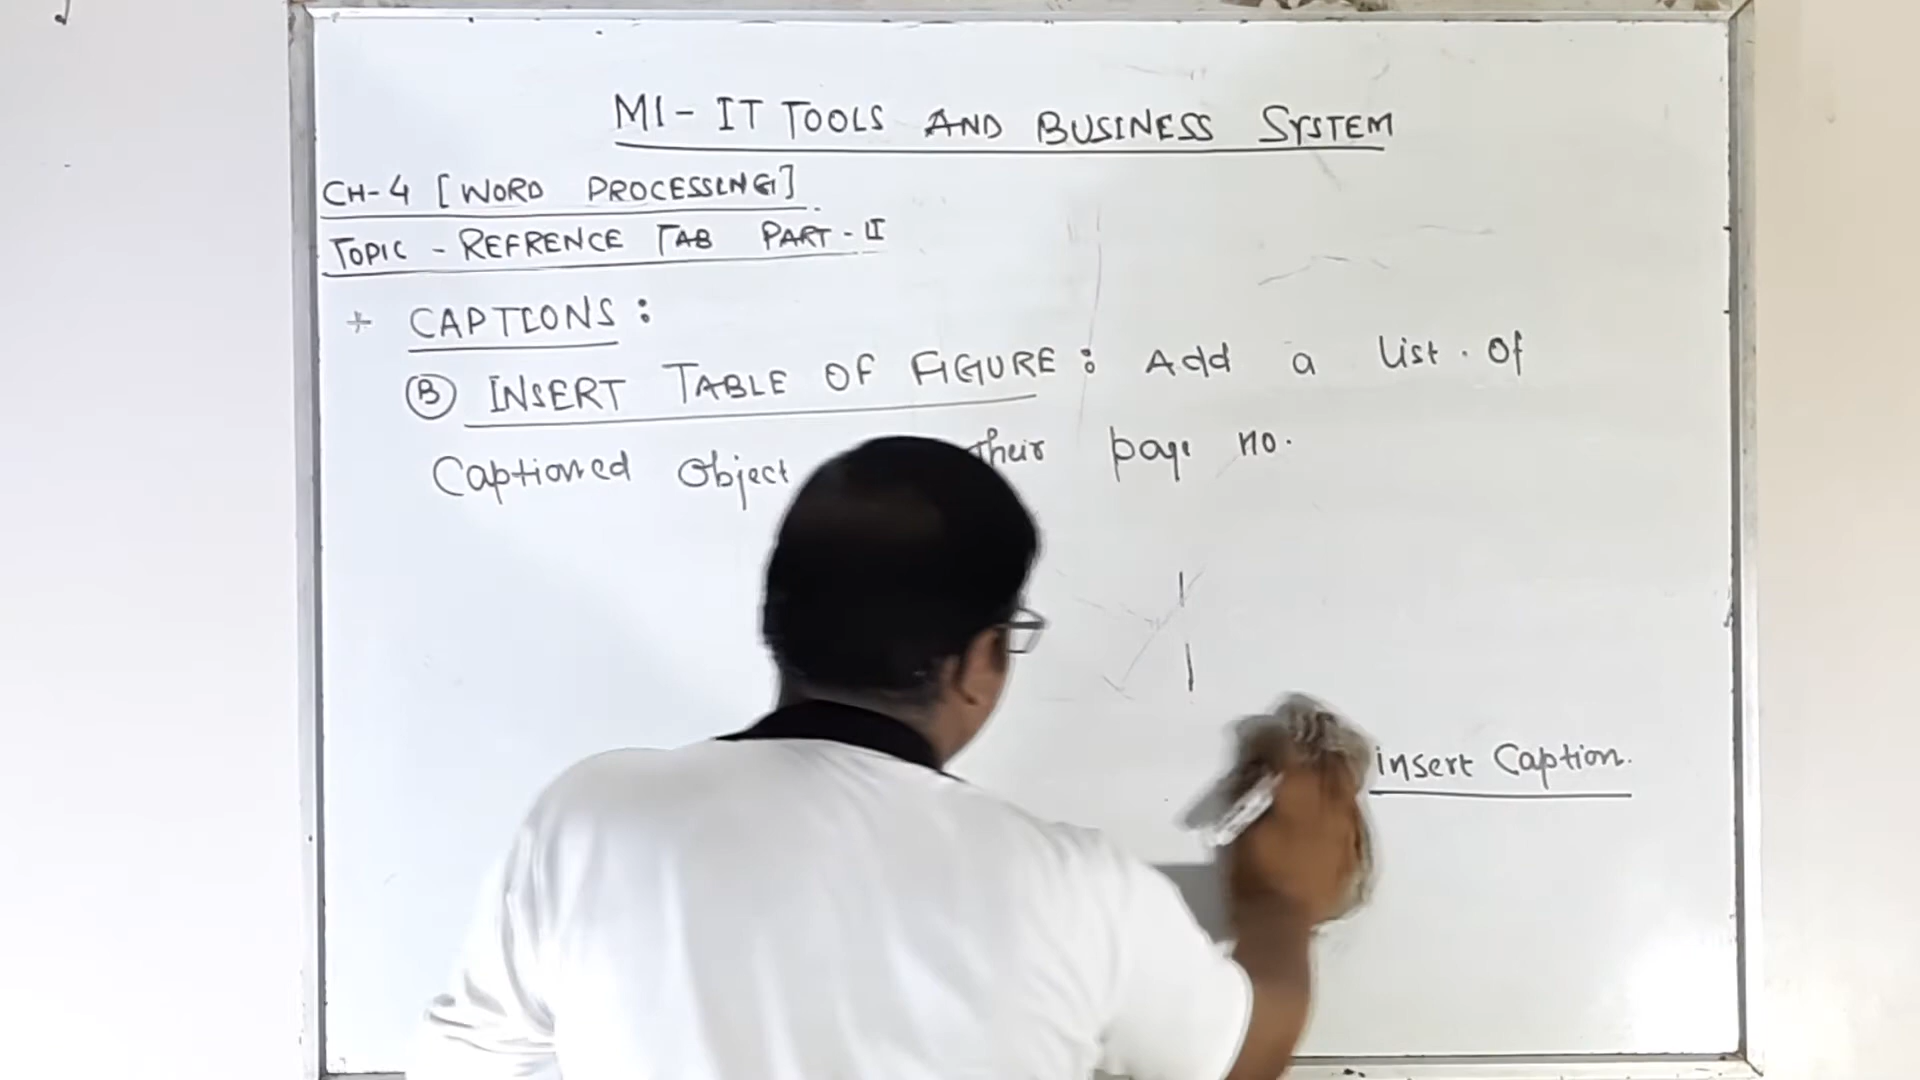 M1 - IT TOOLS AND BUSINESS SYSTEM
CH-4 [WORD PROCESSING]
TOPIC - REFRENCE TAB PART - II
+ CAPTIONS :
(B) INSERT TABLE OF FIGURE : Add a list . Of
Captioned Object their page no.
insert Caption.